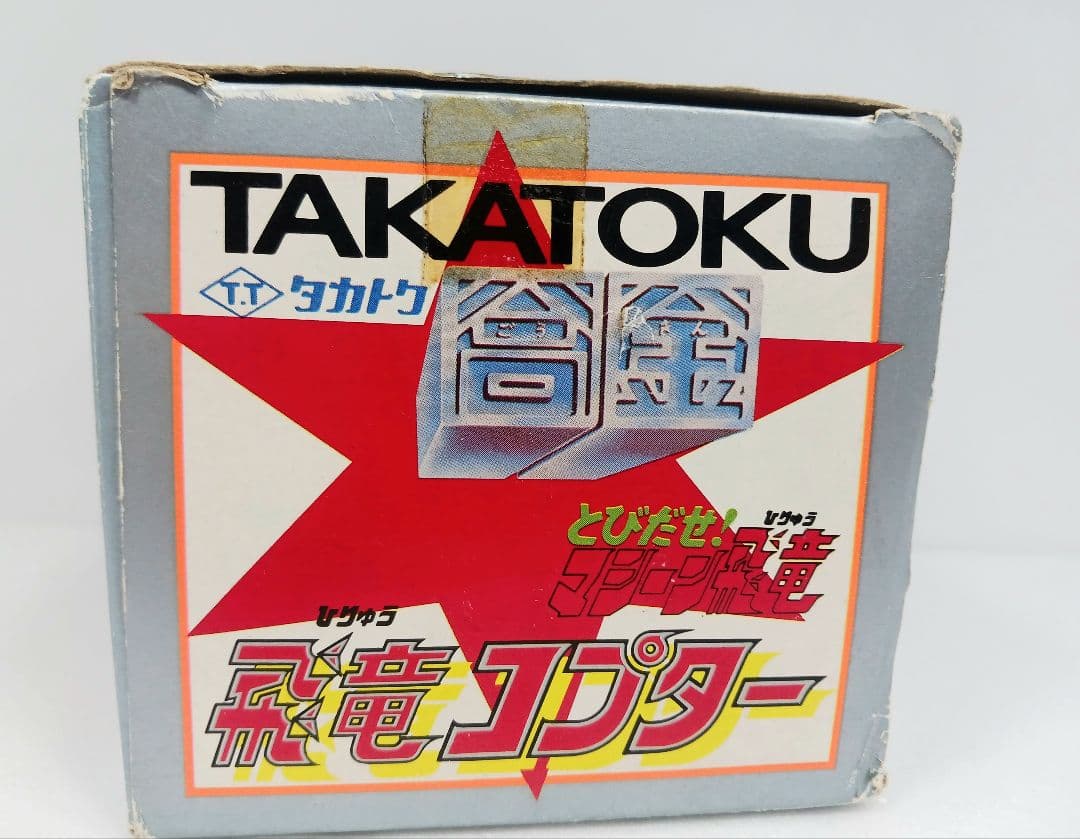 TAKATOKU
T.T タカトク
ごう きん
合金
とびだせ!
ひりゅう
マシーン飛竜
ひりゅう
飛竜コプター